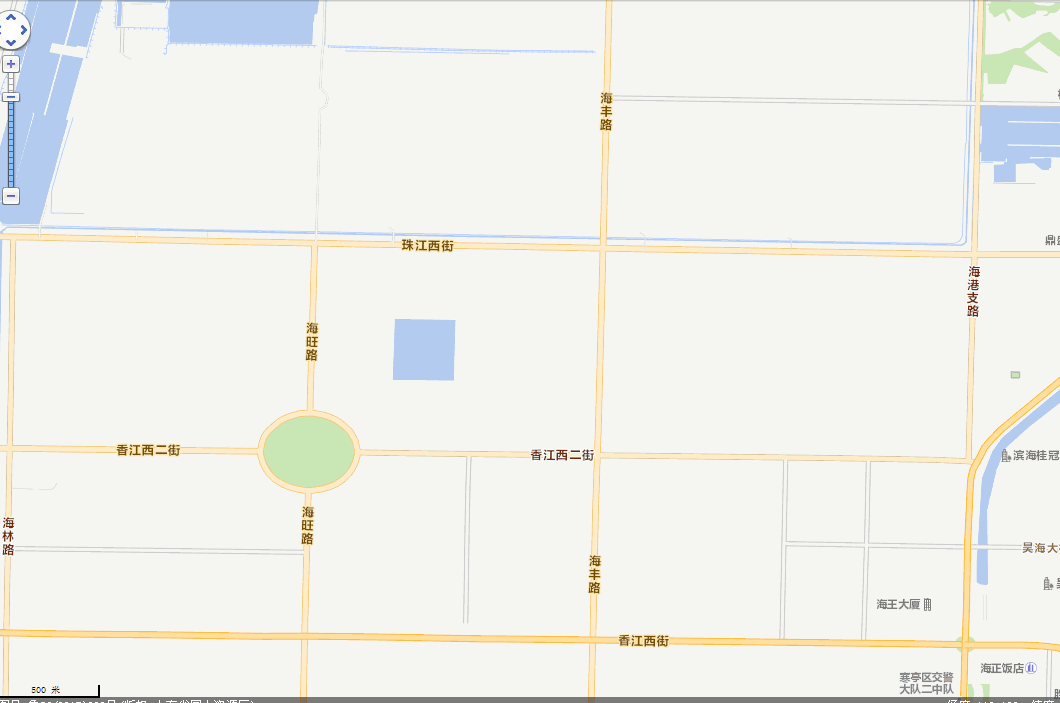 海丰路
鼎
珠江西街
海港支路
海旺路
香江西二街
香江西二街
滨海桂冠
海林路
海旺路
昊海大
海丰路
海王大厦
香江西街
海正饭店
寒亭区交警
大队二中队
500 米